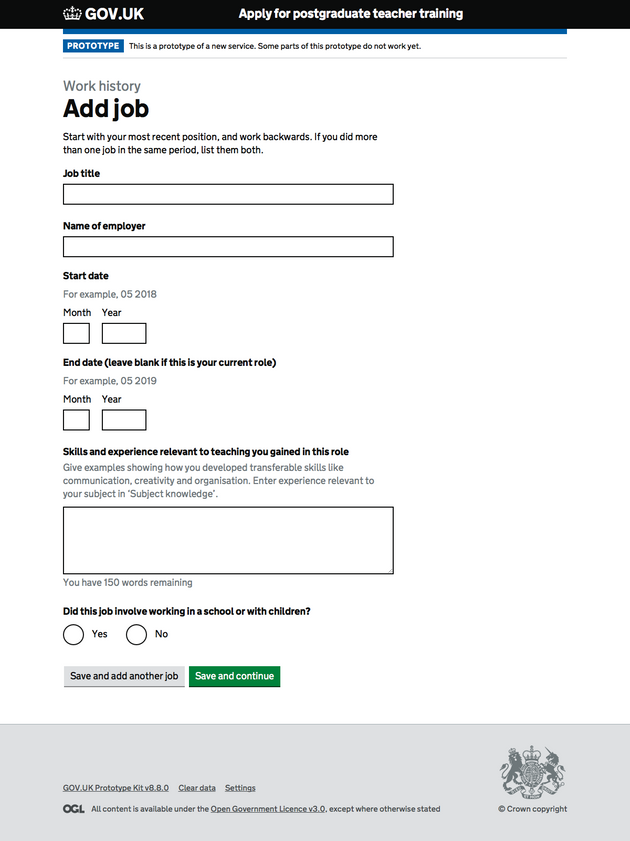 GOV.UK
Apply for postgraduate teacher training
PROTOTYPE This is a prototype of a new service. Some parts of this prototype do not work yet.
Work history
Add job
Start with your most recent position, and work backwards. If you did more
than one job in the same period, list them both.
Job title
Name of employer
Start date
For example, 05 2018
Month Year
End date (leave blank if this is your current role)
For example, 05 2019
Month Year
Skills and experience relevant to teaching you gained in this role
Give examples showing how you developed transferable skills like
communication, creativity and organisation. Enter experience relevant to
your subject in ‘Subject knowledge’.
You have 150 words remaining
Did this job involve working in a school or with children?
Yes No
Save and add another job Save and continue
GOV.UK Prototype Kit v8.8.0 Clear data Settings
OGL All content is available under the Open Government Licence v3.0, except where otherwise stated
© Crown copyright